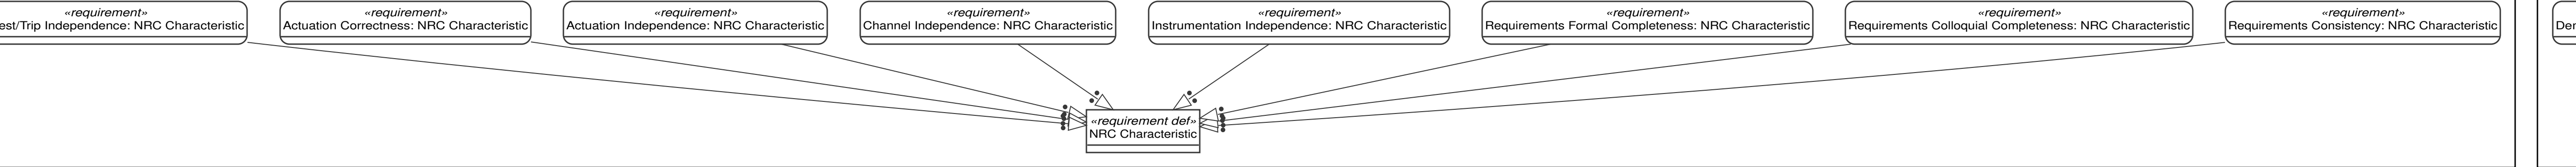 «requirement»
est/Trip Independence: NRC Characteristic
«requirement»
Actuation Correctness: NRC Characteristic
«requirement»
Actuation Independence: NRC Characteristic
«requirement»
Channel Independence: NRC Characteristic
«requirement»
Instrumentation Independence: NRC Characteristic
«requirement»
Requirements Formal Completeness: NRC Characteristic
«requirement»
Requirements Colloquial Completeness: NRC Characteristic
«requirement»
Requirements Consistency: NRC Characteristic
«requirement def»
NRC Characteristic